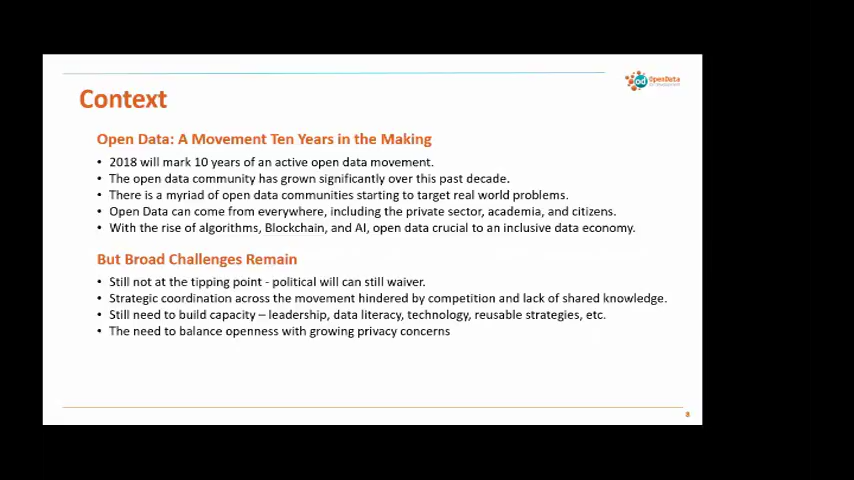 OpenData
od
Context
Open Data: A Movement Ten Years in the Making
• 2018 will mark 10 years of an active open data movement.
• The open data community has grown significantly over this past decade.
• There is a myriad of open data communities starting to target real world problems.
• Open Data can come from everywhere, including the private sector, academia, and citizens.
• With the rise of algorithms, Blockchain, and AI, open data crucial to an inclusive data economy.
But Broad Challenges Remain
• Still not at the tipping point - political will can still waiver.
• Strategic coordination across the movement hindered by competition and lack of shared knowledge.
• Still need to build capacity – leadership, data literacy, technology, reusable strategies, etc.
• The need to balance openness with growing privacy concerns
8